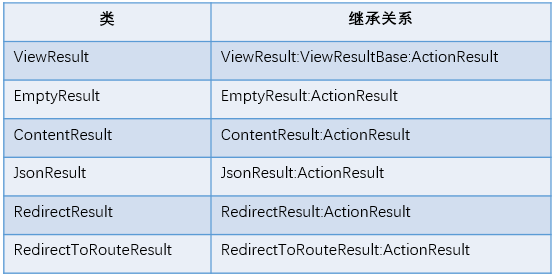 类 继承关系
ViewResult ViewResult:ViewResultBase:ActionResult
EmptyResult EmptyResult:ActionResult
ContentResult ContentResult:ActionResult
JsonResult JsonResult:ActionResult
RedirectResult RedirectResult:ActionResult
RedirectToRouteResult RedirectToRouteResult:ActionResult